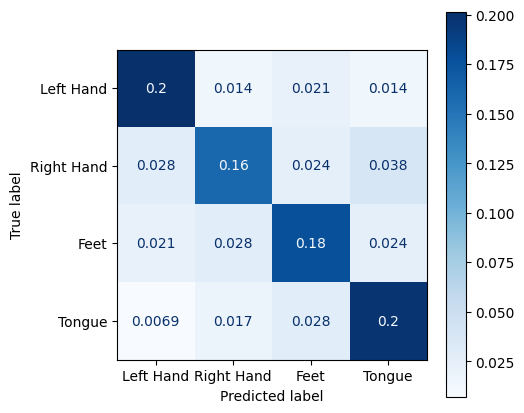 0.200
Left Hand 0.2 0.014 0.021 0.014
0.175
0.150
Right Hand 0.028 0.16 0.024 0.038
0.125
True label
0.100
Feet 0.021 0.028 0.18 0.024
0.075
Tongue 0.0069 0.017 0.028 0.2
0.050
0.025
Left Hand Right Hand Feet Tongue
Predicted label